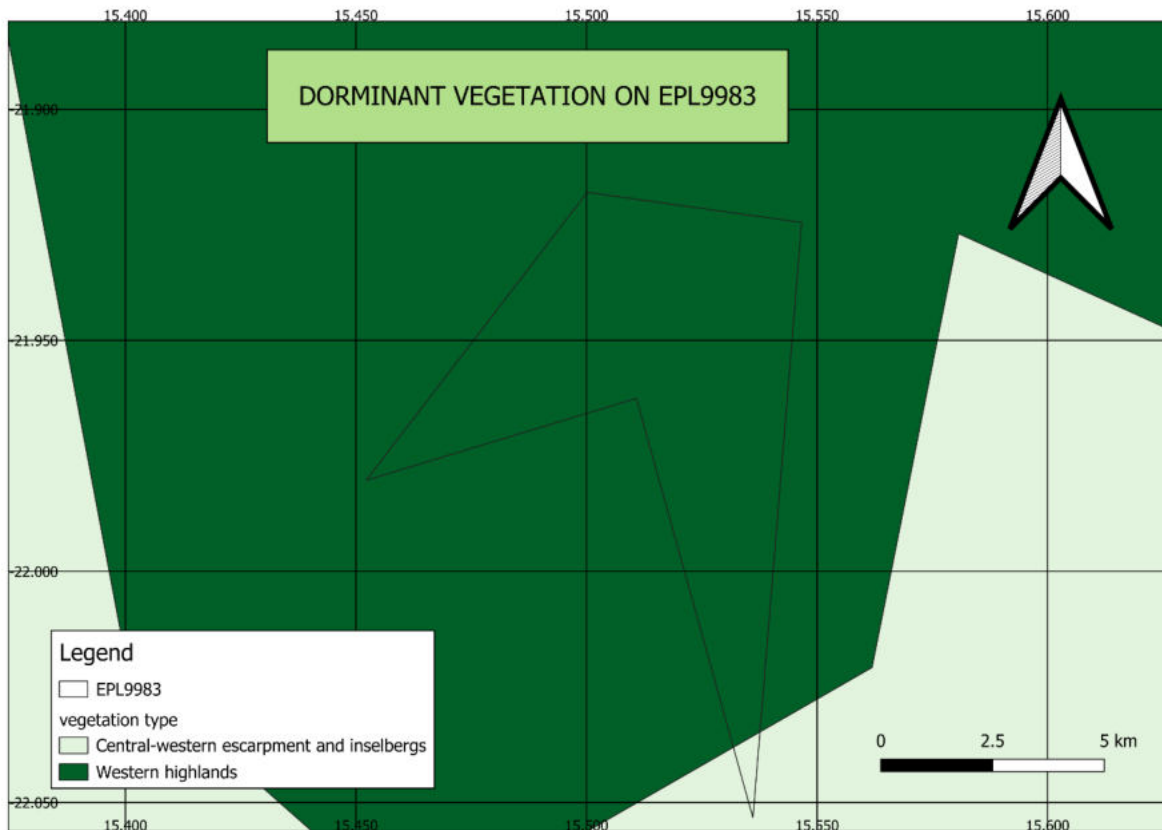 15.400 15.450 15.500 15.550 15.600
DORMINANT VEGETATION ON EPL9983
-21.900
-21.950
-22.000
Legend
EPL9983
vegetation type
Central-western escarpment and inselbergs
Western highlands
0 2.5 5 km
-22.050
15.400 15.450 15.500 15.550 15.600